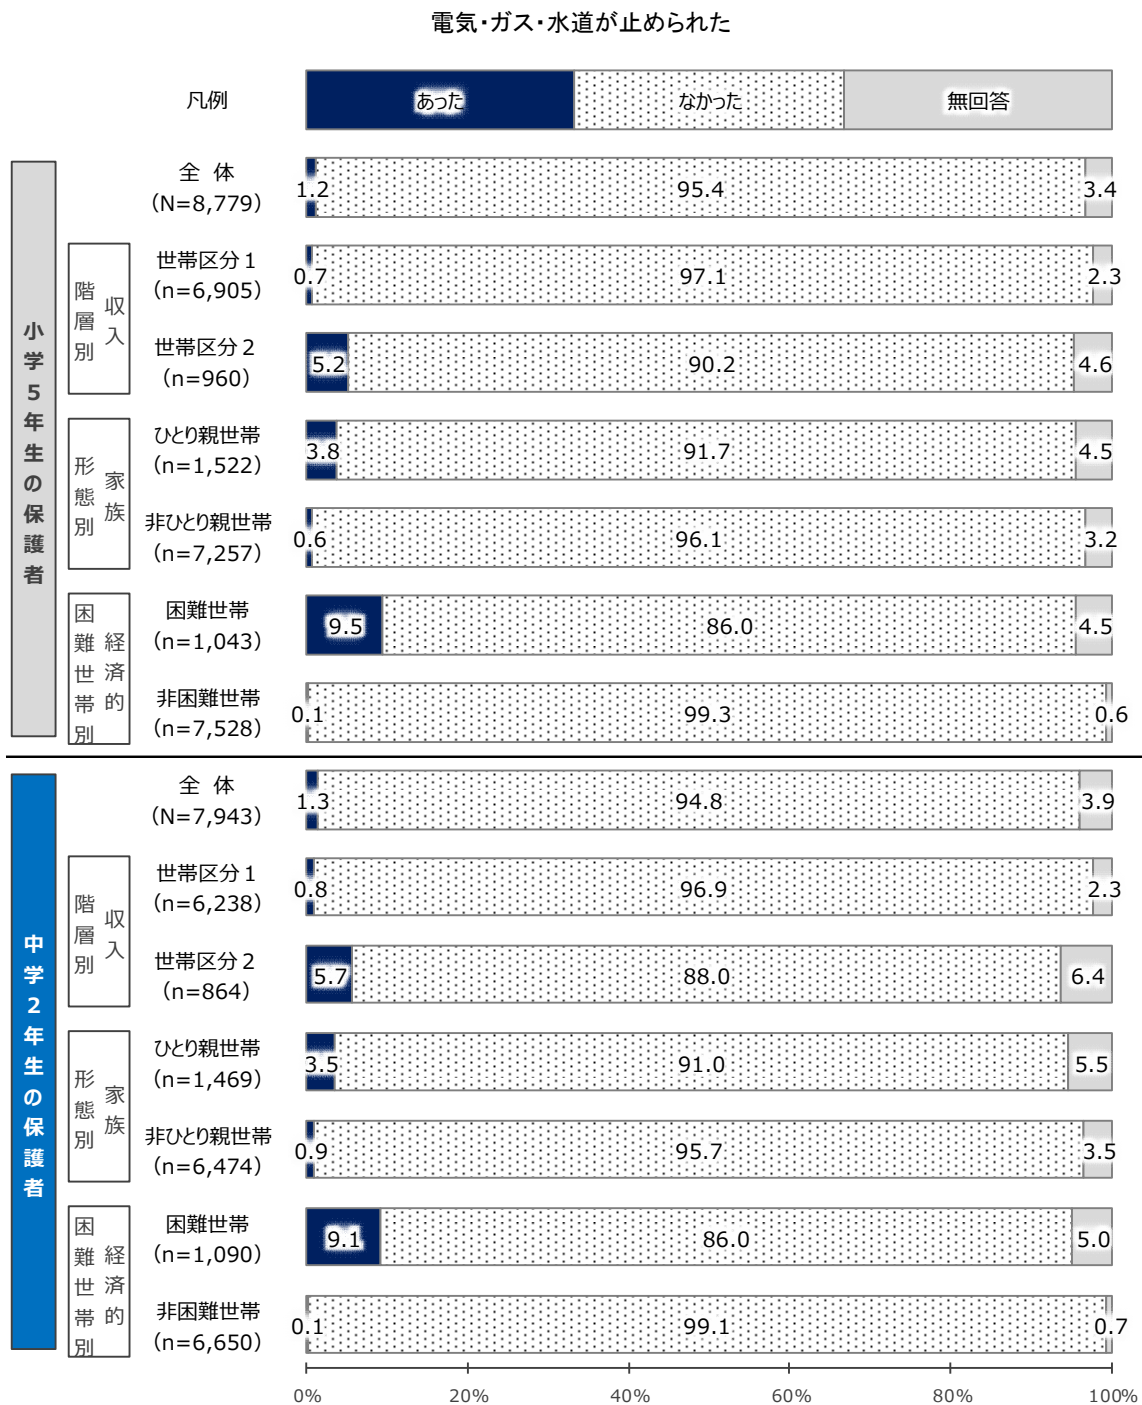 電気・ガス・水道が止められた
凡例 あった なかった 無回答
小学5年生の保護者
全 体
(N=8,779)
1.2 95.4 3.4
収入階層別
世帯区分1
(n=6,905)
0.7 97.1 2.3
世帯区分2
(n=960)
5.2 90.2 4.6
家族形態別
ひとり親世帯
(n=1,522)
3.8 91.7 4.5
非ひとり親世帯
(n=7,257)
0.6 96.1 3.2
経済的困難世帯別
困難世帯
(n=1,043)
9.5 86.0 4.5
非困難世帯
(n=7,528)
0.1 99.3 0.6
中学2年生の保護者
全 体
(N=7,943)
1.3 94.8 3.9
収入階層別
世帯区分1
(n=6,238)
0.8 96.9 2.3
世帯区分2
(n=864)
5.7 88.0 6.4
家族形態別
ひとり親世帯
(n=1,469)
3.5 91.0 5.5
非ひとり親世帯
(n=6,474)
0.9 95.7 3.5
経済的困難世帯別
困難世帯
(n=1,090)
9.1 86.0 5.0
非困難世帯
(n=6,650)
0.1 99.1 0.7
0% 20% 40% 60% 80% 100%